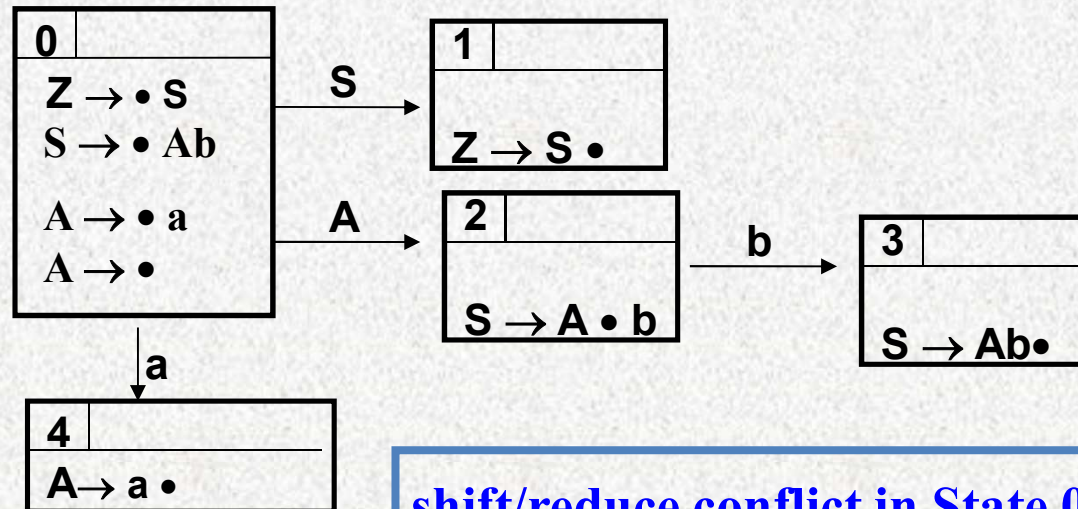 0
Z → • S
S → • Ab
A → • a
A → •
S
1
Z → S •
A
2
S → A • b
b
3
S → Ab•
a
4
A→ a •
shift/reduce conflict in State 0